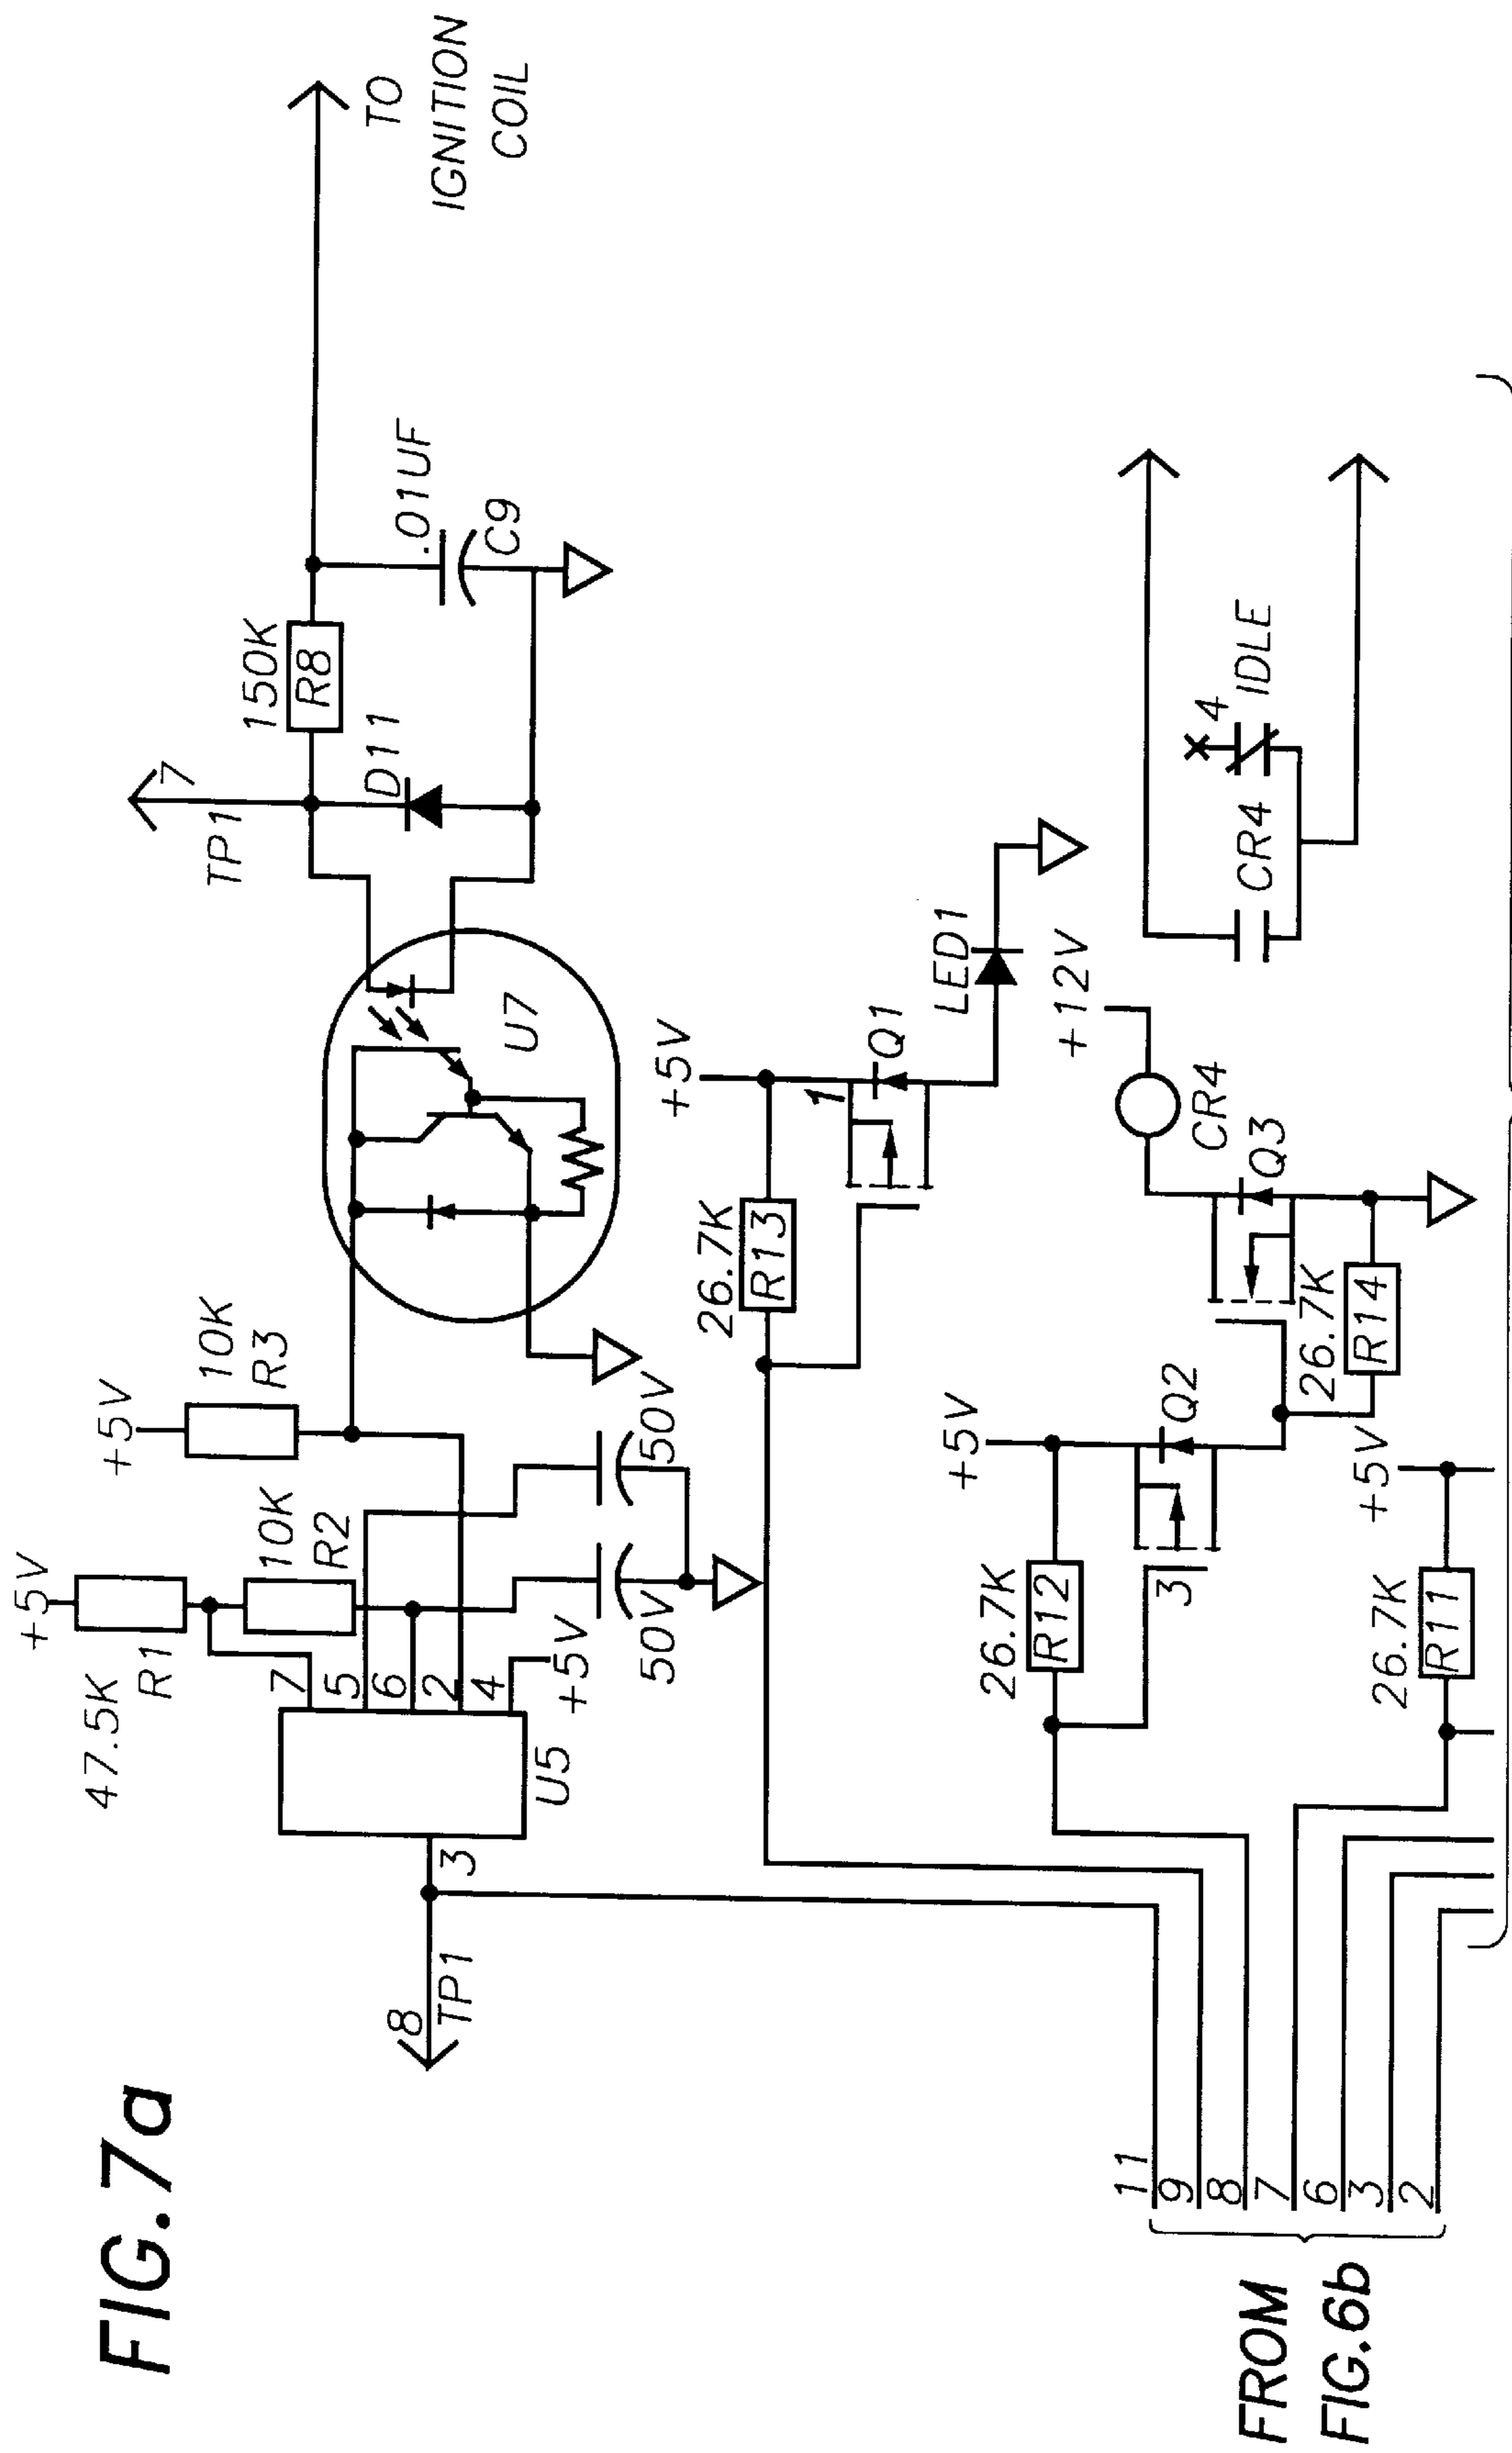 FIG.7a
+5V
47.5K
R1
10K
R2
+5V
10K
R3
7
5
6
2
4
+5V
U5
3
8
TP1
50V
50V
U7
TP1
7
D11
150K
R8
.01UF
C9
TO
IGNITION
COIL
+5V
26.7K
R13
1
Q1
LED1
+5V
26.7K
R12
3
Q2
+12V
CR4
Q3
26.7K
R14
CR4
4
IDLE
+5V
26.7K
R11
11
9
8
7
6
3
2
FROM
FIG.6b